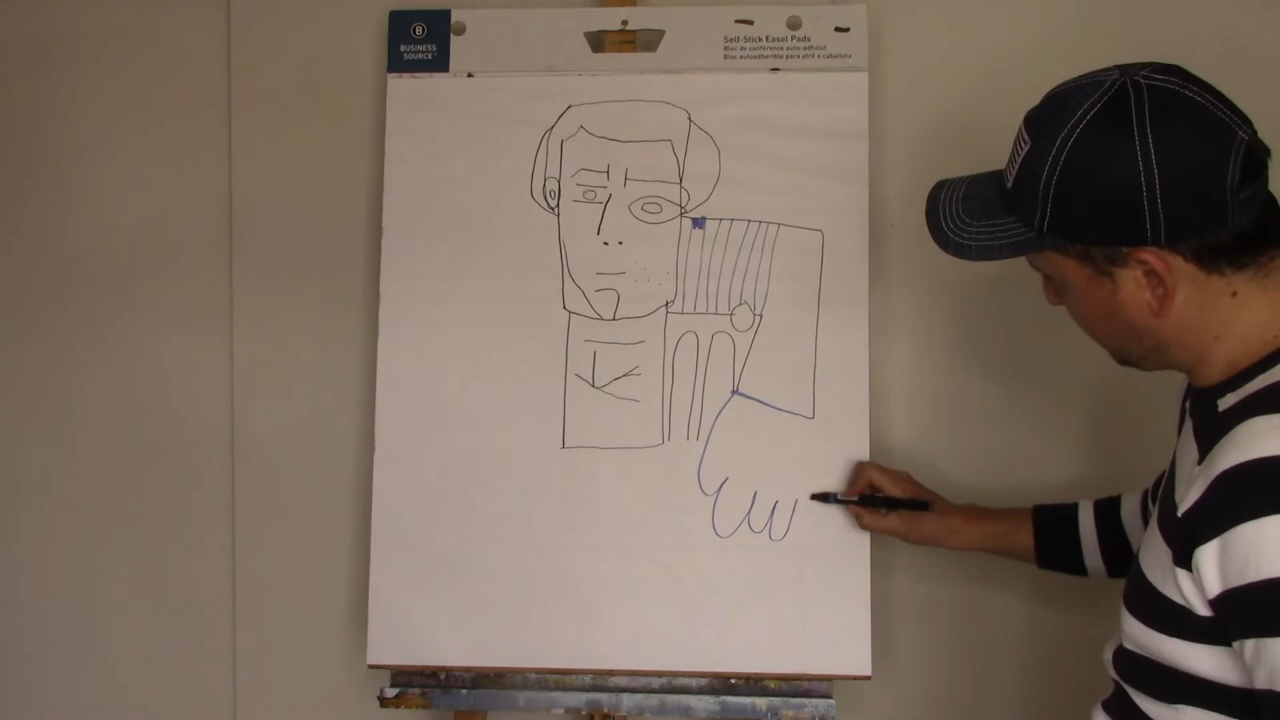 B
BUSINESS
SOURCE
Self-Stick Easel Pads
Bloc de conférence auto-adhésif
Bloc autoadherible para atril o caballete